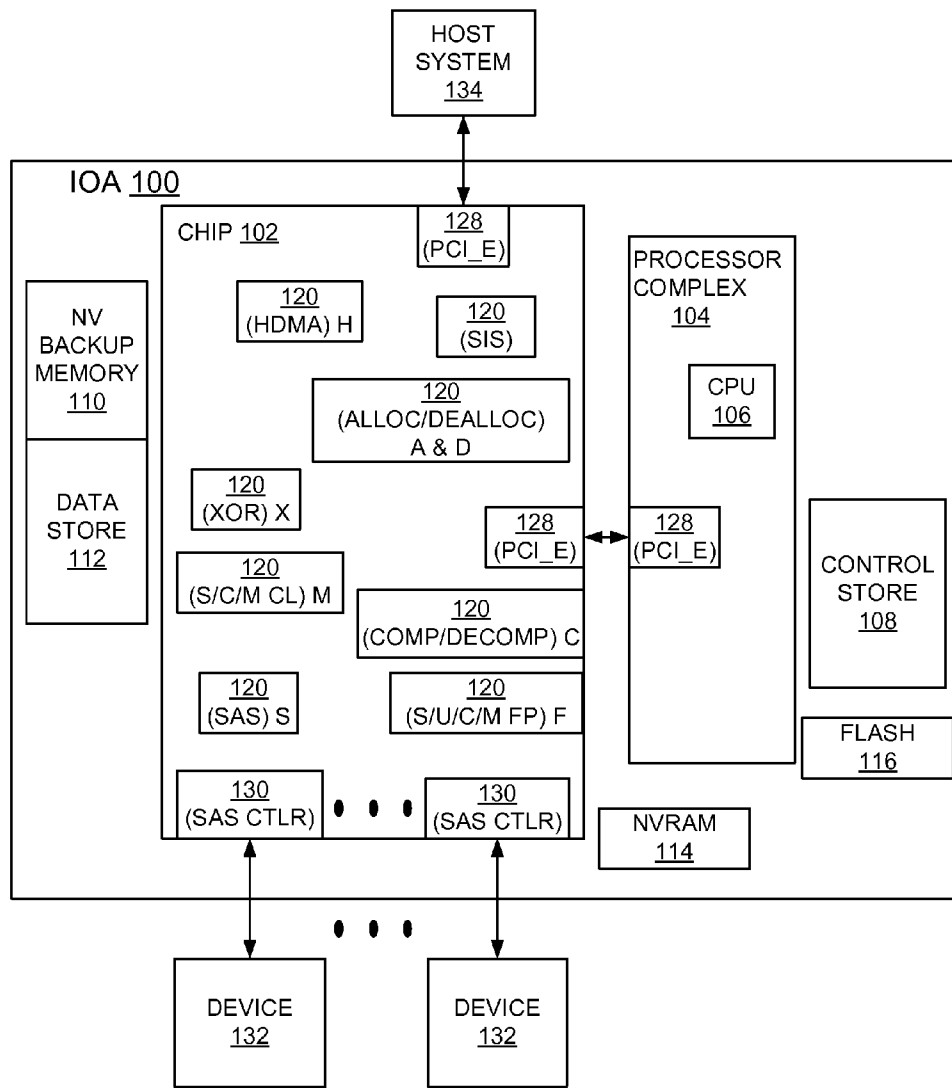 HOST
SYSTEM
134
IOA 100
CHIP 102
128
(PCI_E)
PROCESSOR
COMPLEX
104
NV
BACKUP
MEMORY
110
120
(HDMA) H
120
(SIS)
CPU
106
120
(ALLOC/DEALLOC)
A & D
DATA
STORE
112
120
(XOR) X
128
(PCI_E)
128
(PCI_E)
CONTROL
STORE
108
120
(S/C/M CL) M
120
(COMP/DECOMP) C
120
(SAS) S
120
(S/U/C/M FP) F
FLASH
116
130
(SAS CTLR)
130
(SAS CTLR)
NVRAM
114
DEVICE
132
DEVICE
132